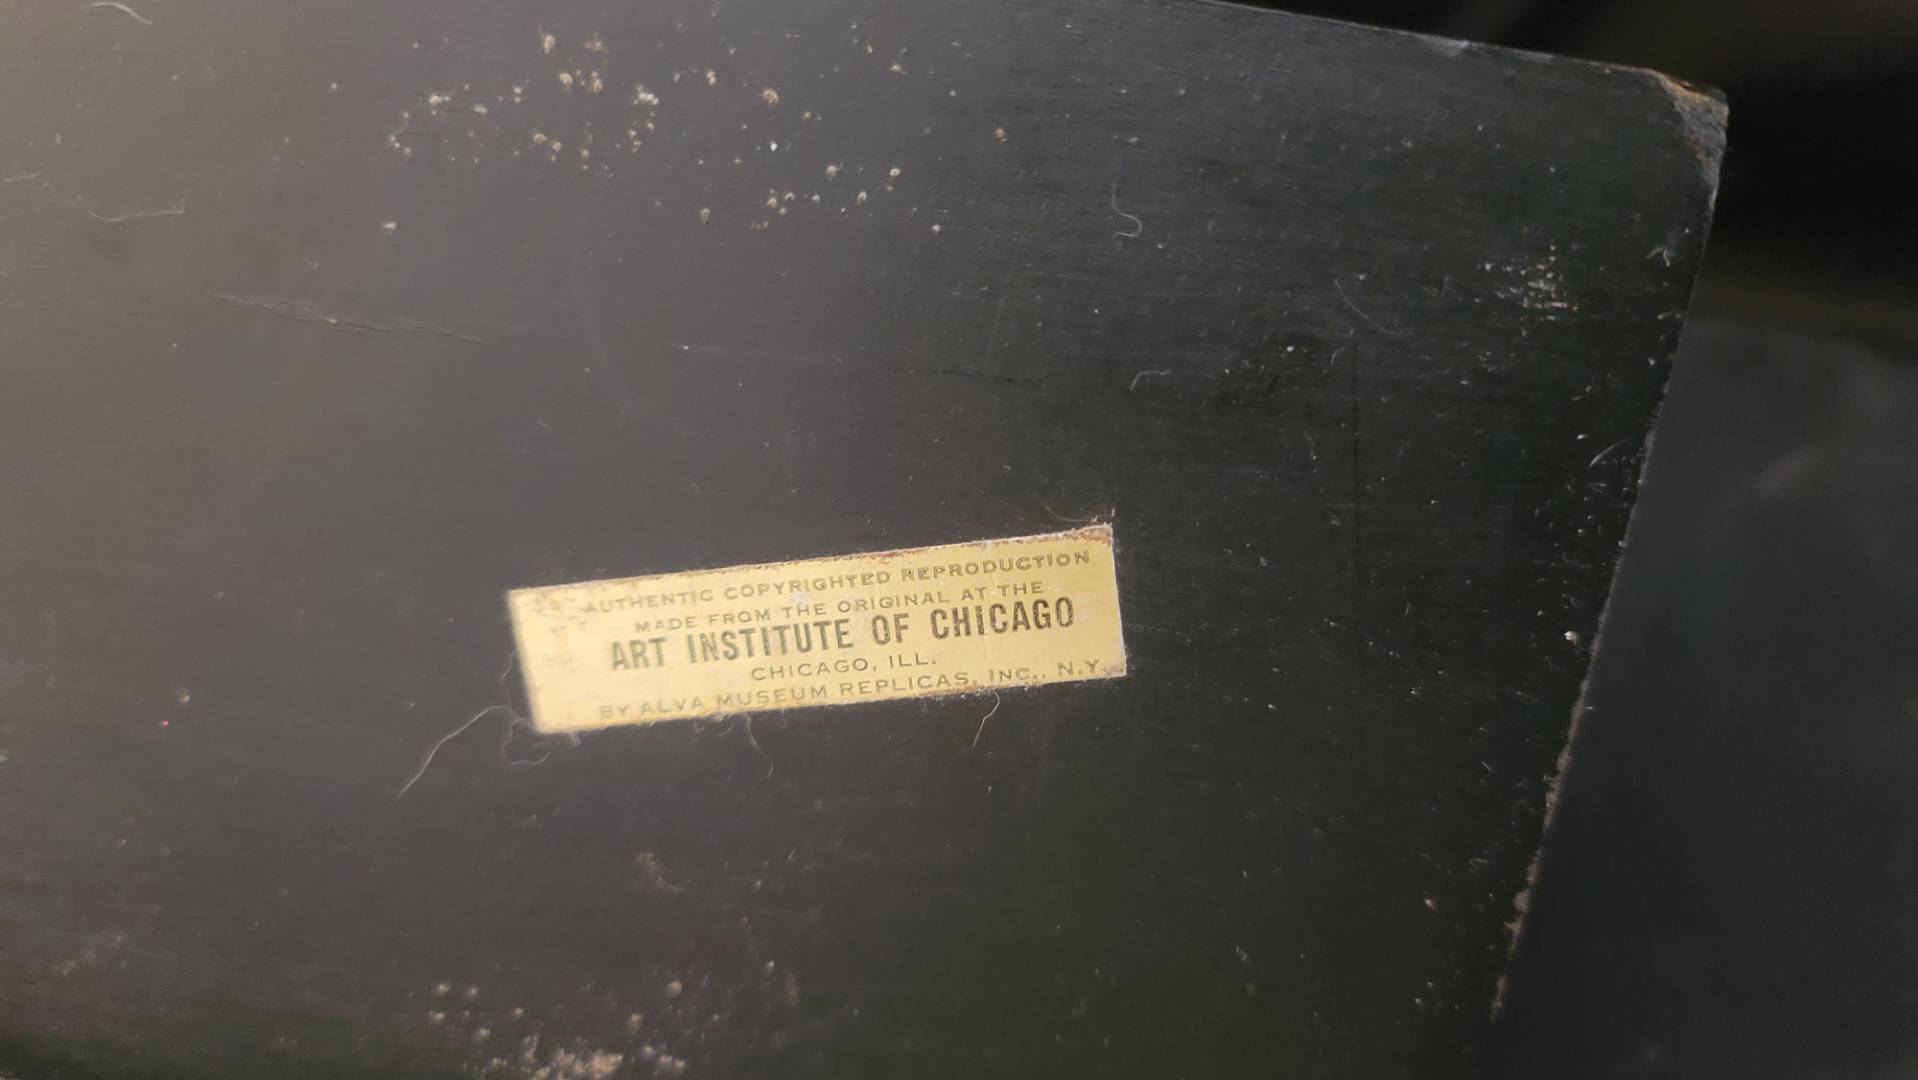 AUTHENTIC COPYRIGHTED REPRODUCTION
MADE FROM THE ORIGINAL AT THE
ART INSTITUTE OF CHICAGO
CHICAGO, ILL.
BY ALVA MUSEUM REPLICAS, INC., N.Y.